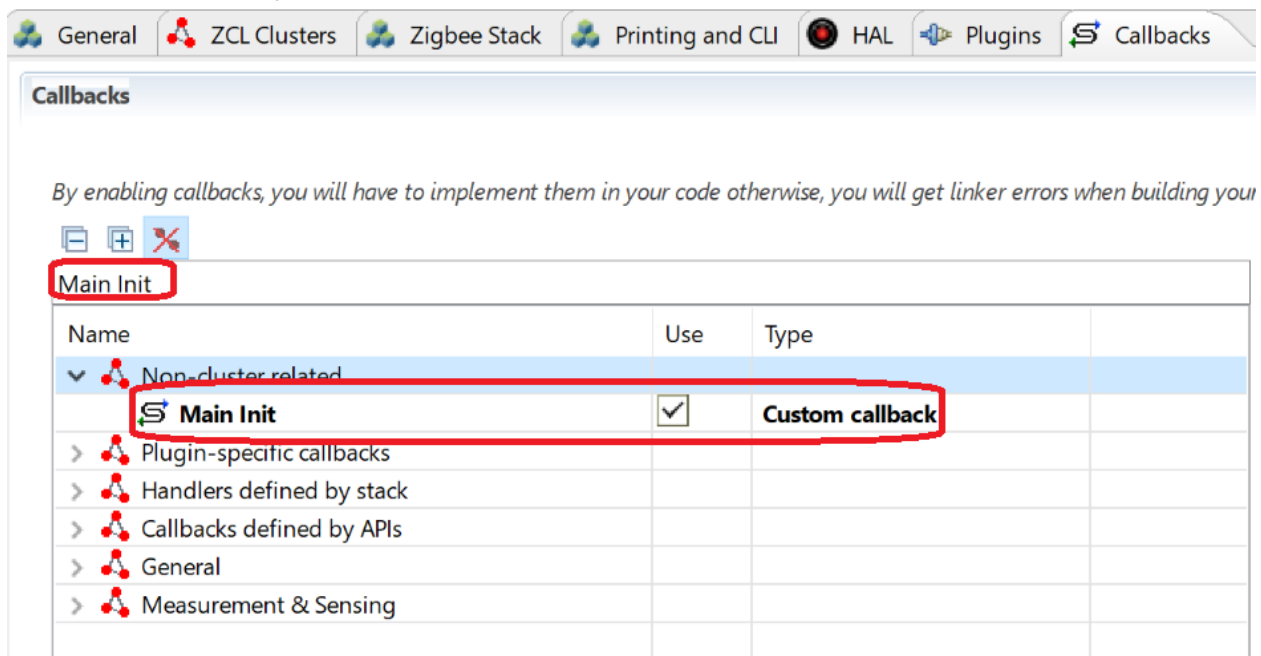 General ZCL Clusters Zigbee Stack Printing and CLI HAL Plugins Callbacks
Callbacks
By enabling callbacks, you will have to implement them in your code otherwise, you will get linker errors when building your
Main Init
Name Use Type
Non-cluster related
Main Init Custom callback
Plugin-specific callbacks
Handlers defined by stack
Callbacks defined by APIs
General
Measurement & Sensing